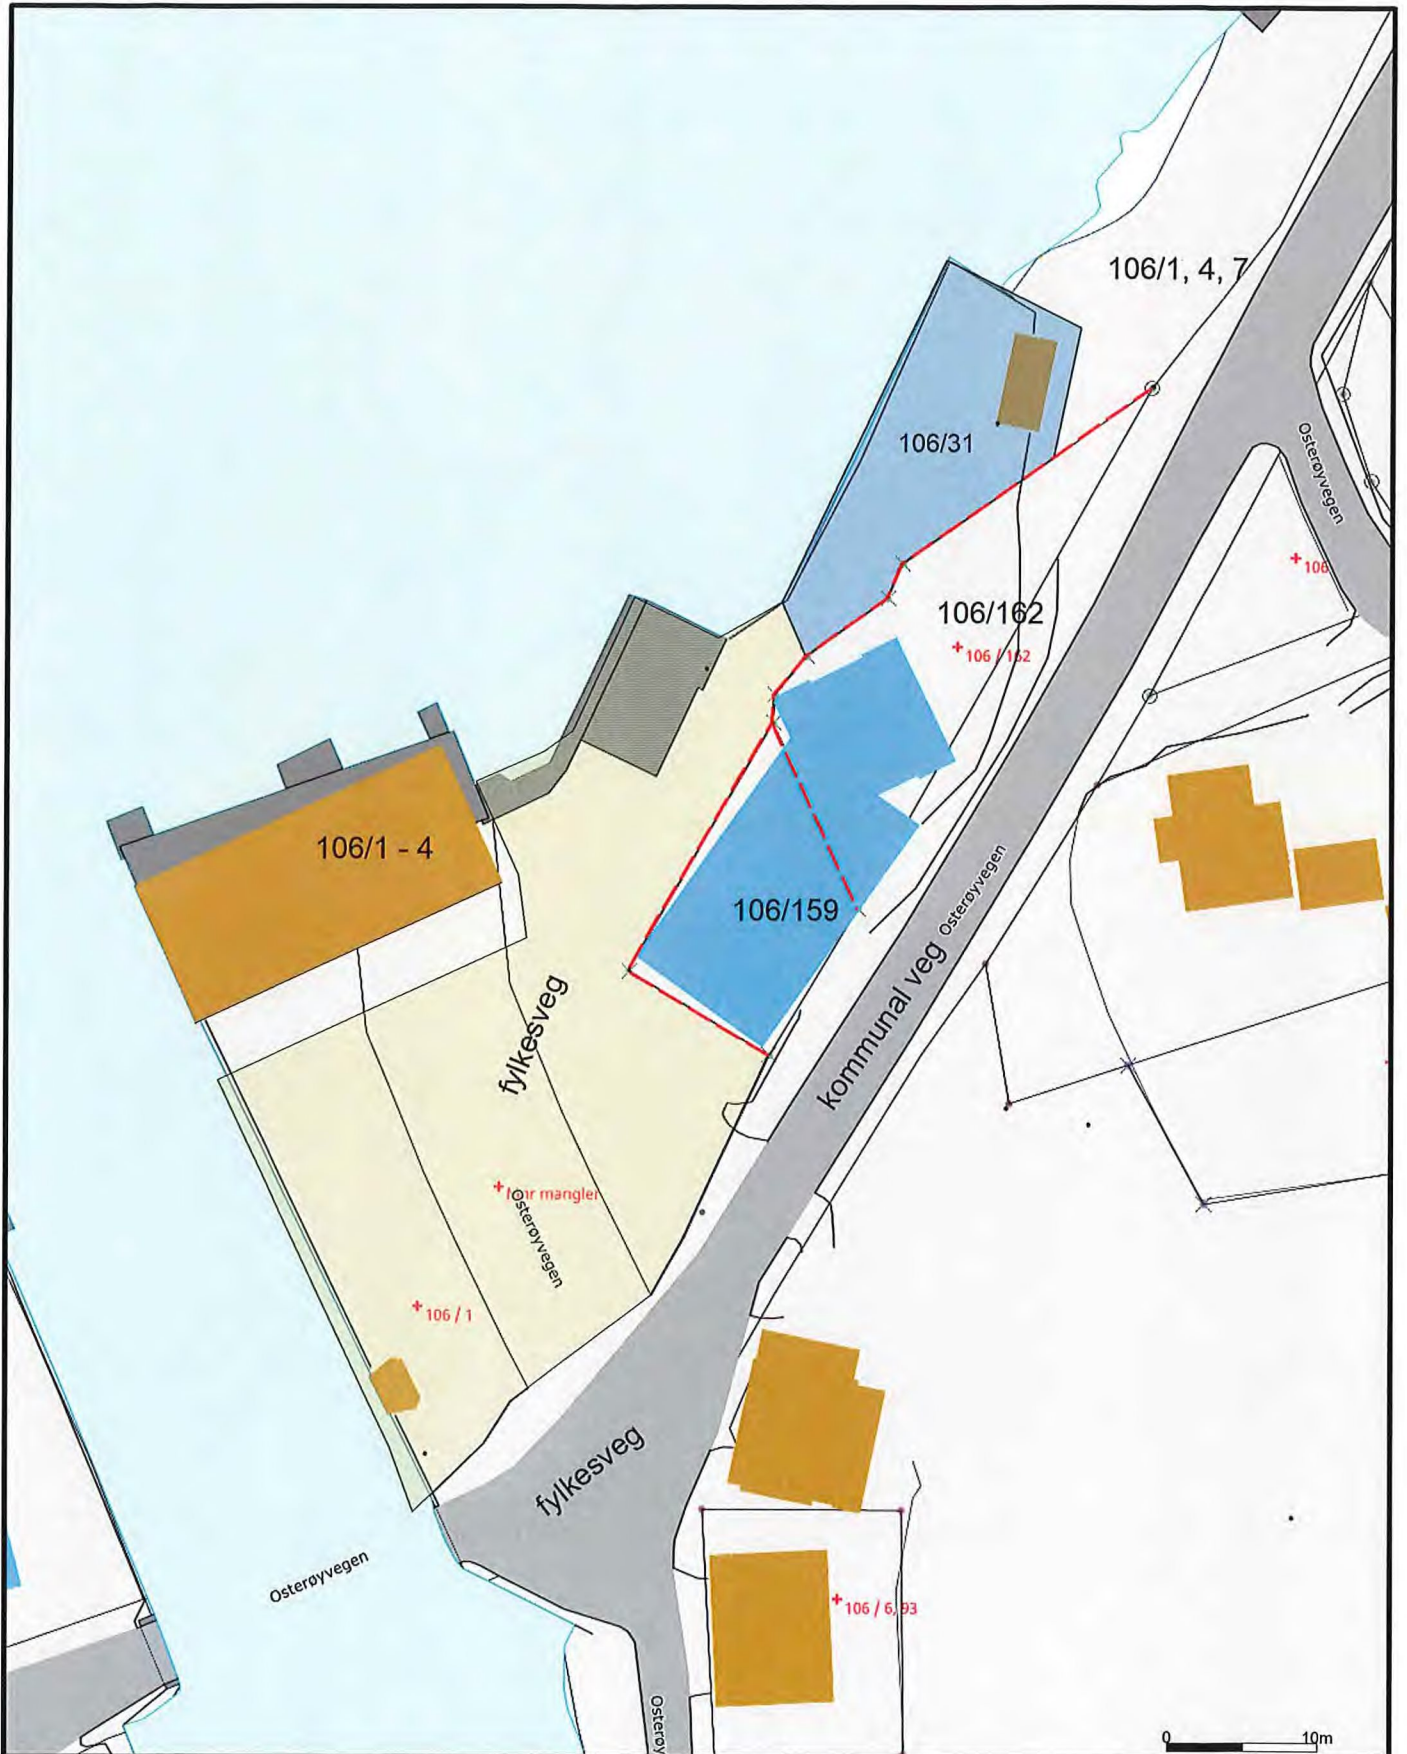 106/1, 4, 7
106/31
Osterøyvegen
106
106/162
106 / 162
106/1 - 4
106/159
Osterøyvegen
kommunal veg
fylkesveg
mangler
Osterøyvegen
106 / 1
fylkesveg
Osterøyvegen
106 / 6, 93
0 10m